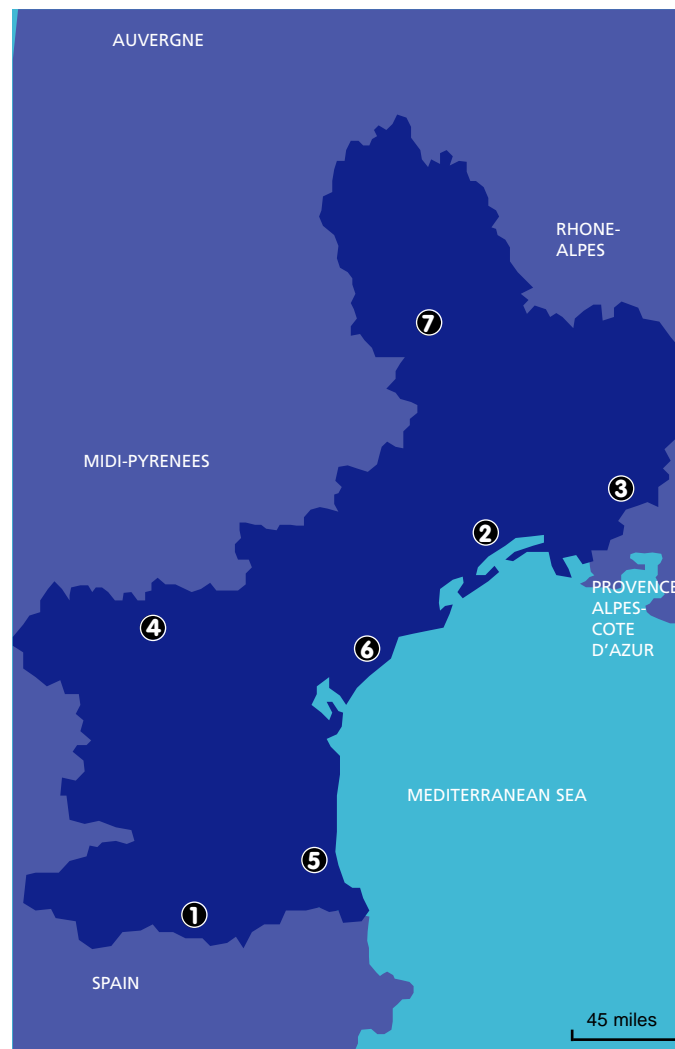 AUVERGNE
RHONE-
ALPES
7
MIDI-PYRENEES
3
2
PROVENCE
ALPES-
COTE
D'AZUR
4
6
MEDITERRANEAN SEA
5
1
SPAIN
45 miles